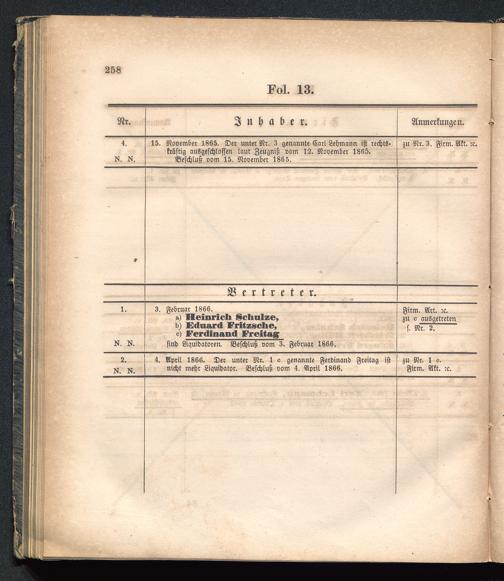 258
Fol. 13.
Nr. Inhaber. Anmerkungen.
4. 15. November 1865. Der unter Nr. 3 genannte Carl Lehmann ist rechts- zu Nr. 3. Firm. Akt. ꝛc.
kräftig ausgeschlossen laut Zeugniß vom 12. November 1865.
N. N. Beschluß vom 15. November 1865.
Vertreter.
1. 3. Februar 1866. Firm. Art. ꝛc.
a) Heinrich Schulze, zu c ausgetreten
b) Eduard Fritzsche, s. Nr. 2.
c) Ferdinand Freitag
N. N. sind Liquidatoren. Beschluß vom 3. Februar 1866.
2. 4. April 1866. Der unter Nr. 1 c genannte Ferdinand Freitag ist zu Nr. 1 c.
N. N. nicht mehr Liquidator. Beschluß vom 4. April 1866. Firm. Akt. ꝛc.